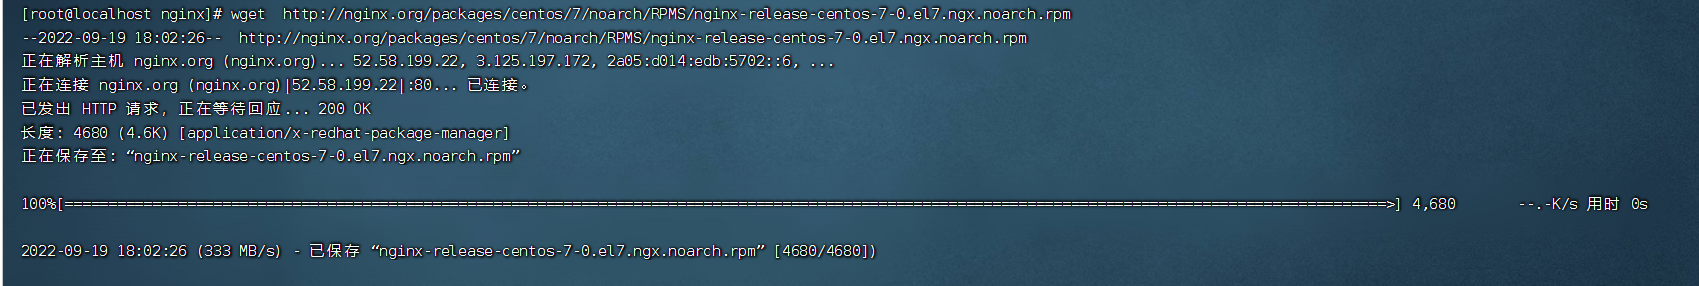 [root@localhost nginx]# wget  http://nginx.org/packages/centos/7/noarch/RPMS/nginx-release-centos-7-0.el7.ngx.noarch.rpm
--2022-09-19 18:02:26--  http://nginx.org/packages/centos/7/noarch/RPMS/nginx-release-centos-7-0.el7.ngx.noarch.rpm
正在解析主机 nginx.org (nginx.org)... 52.58.199.22, 3.125.197.172, 2a05:d014:edb:5702::6, ...
正在连接 nginx.org (nginx.org)|52.58.199.22|:80... 已连接。
已发出 HTTP 请求，正在等待回应... 200 OK
长度：4680 (4.6K) [application/x-redhat-package-manager]
正在保存至: “nginx-release-centos-7-0.el7.ngx.noarch.rpm”
100%[======================================================================================================================================================>] 4,680       --.-K/s 用时 0s
2022-09-19 18:02:26 (333 MB/s) - 已保存 “nginx-release-centos-7-0.el7.ngx.noarch.rpm” [4680/4680])